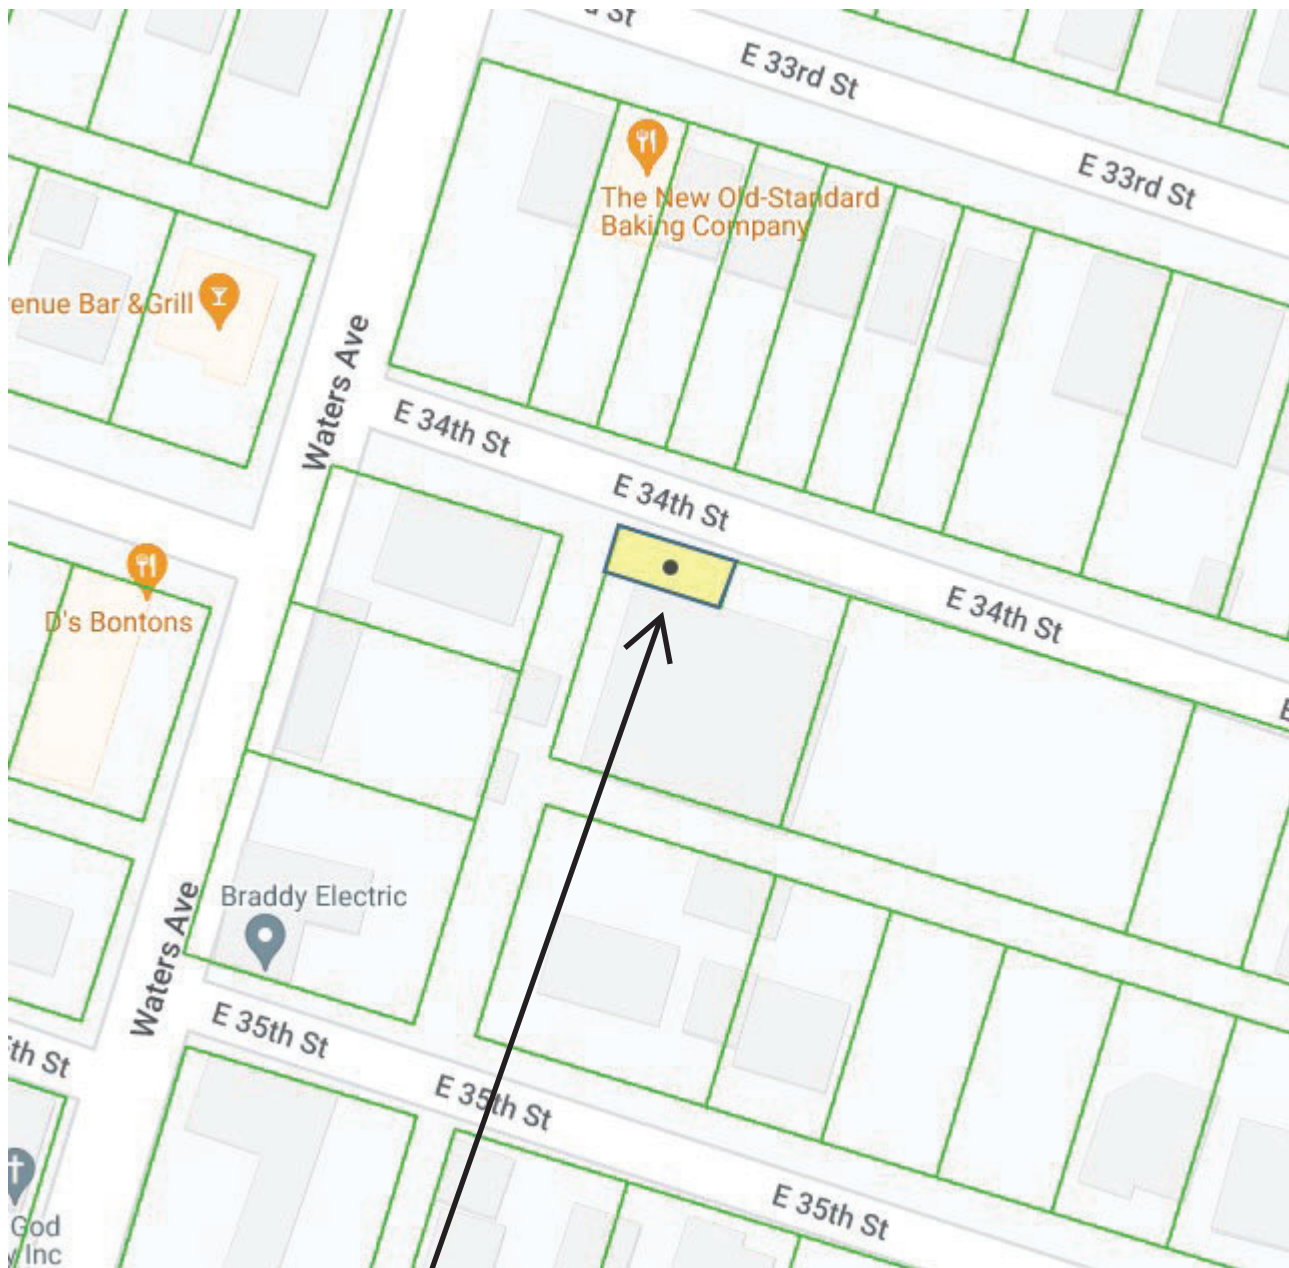 E 33rd St
E 33rd St
The New Old-Standard
Baking Company
enue Bar &Grill
Waters Ave
E 34th St
E 34th St
D's Bontons
E 34th St
Braddy Electric
Waters Ave
E 35th St
th St
E 35th St
E 35th St
God
Inc